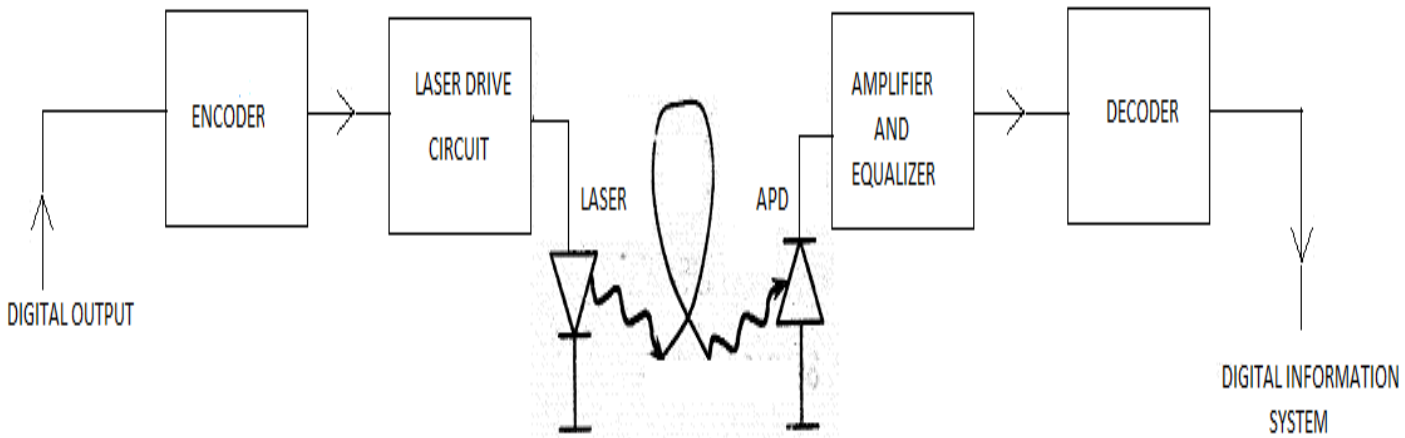 DIGITAL OUTPUT
ENCODER
LASER DRIVE
CIRCUIT
LASER
APD
AMPLIFIER
AND
EQUALIZER
DECODER
DIGITAL INFORMATION
SYSTEM